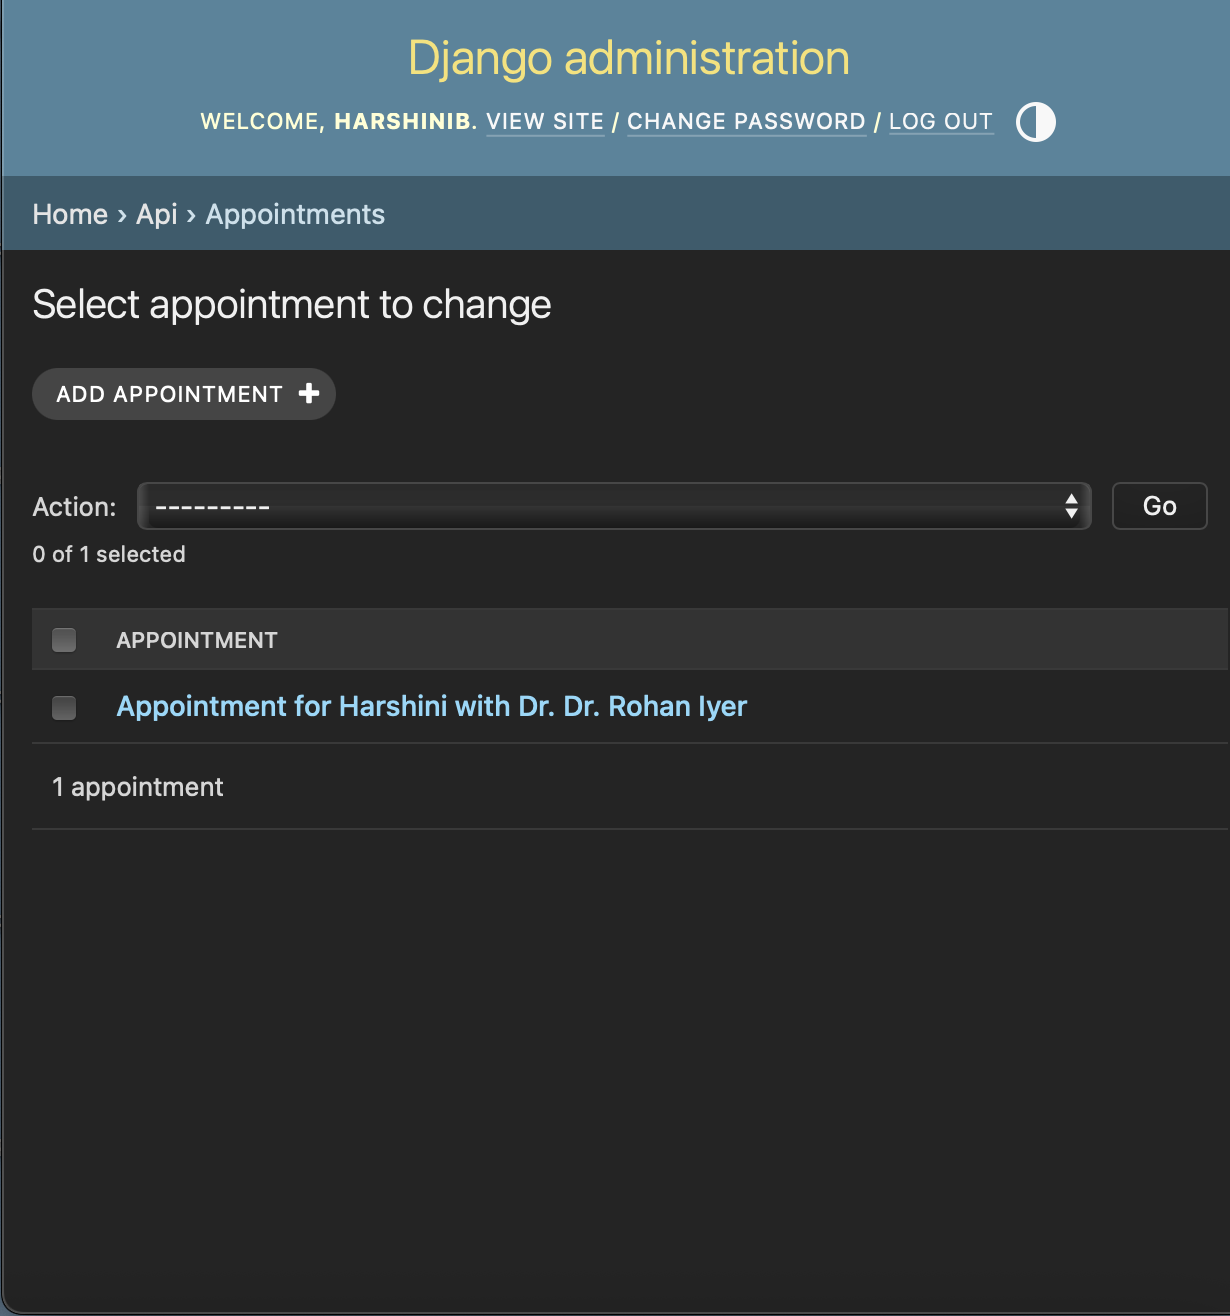 Django administration
WELCOME, HARSHINIB. VIEW SITE / CHANGE PASSWORD / LOG OUT
Home › Api › Appointments
Select appointment to change
ADD APPOINTMENT +
Action: --------- Go
0 of 1 selected
APPOINTMENT
Appointment for Harshini with Dr. Dr. Rohan Iyer
1 appointment